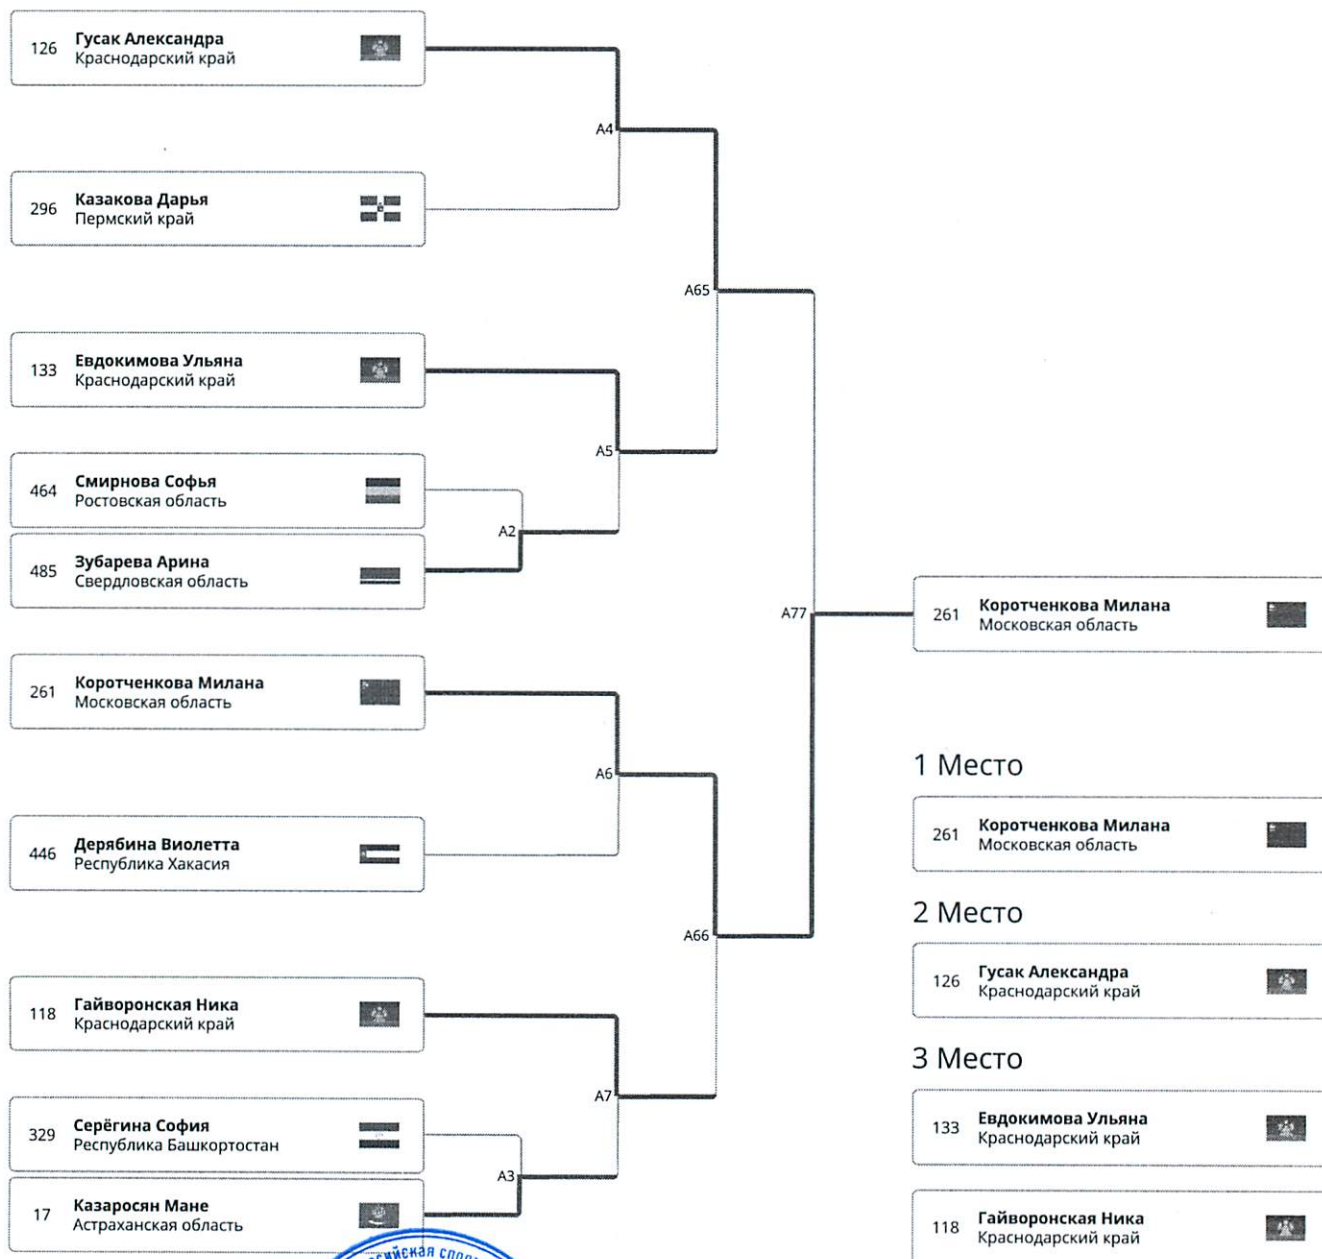 126
Гусак Александра
Краснодарский край
A4
296
Казакова Дарья
Пермский край
A65
133
Евдокимова Ульяна
Краснодарский край
A5
464
Смирнова Софья
Ростовская область
A2
485
Зубарева Арина
Свердловская область
A77
261
Коротченкова Милана
Московская область
261
Коротченкова Милана
Московская область
A6
446
Дерябина Виолетта
Республика Хакасия
A66
118
Гайворонская Ника
Краснодарский край
A7
329
Серёгина София
Республика Башкортостан
A3
17
Казаросян Мане
Астраханская область
1 Место
261
Коротченкова Милана
Московская область
2 Место
126
Гусак Александра
Краснодарский край
3 Место
133
Евдокимова Ульяна
Краснодарский край
118
Гайворонская Ника
Краснодарский край